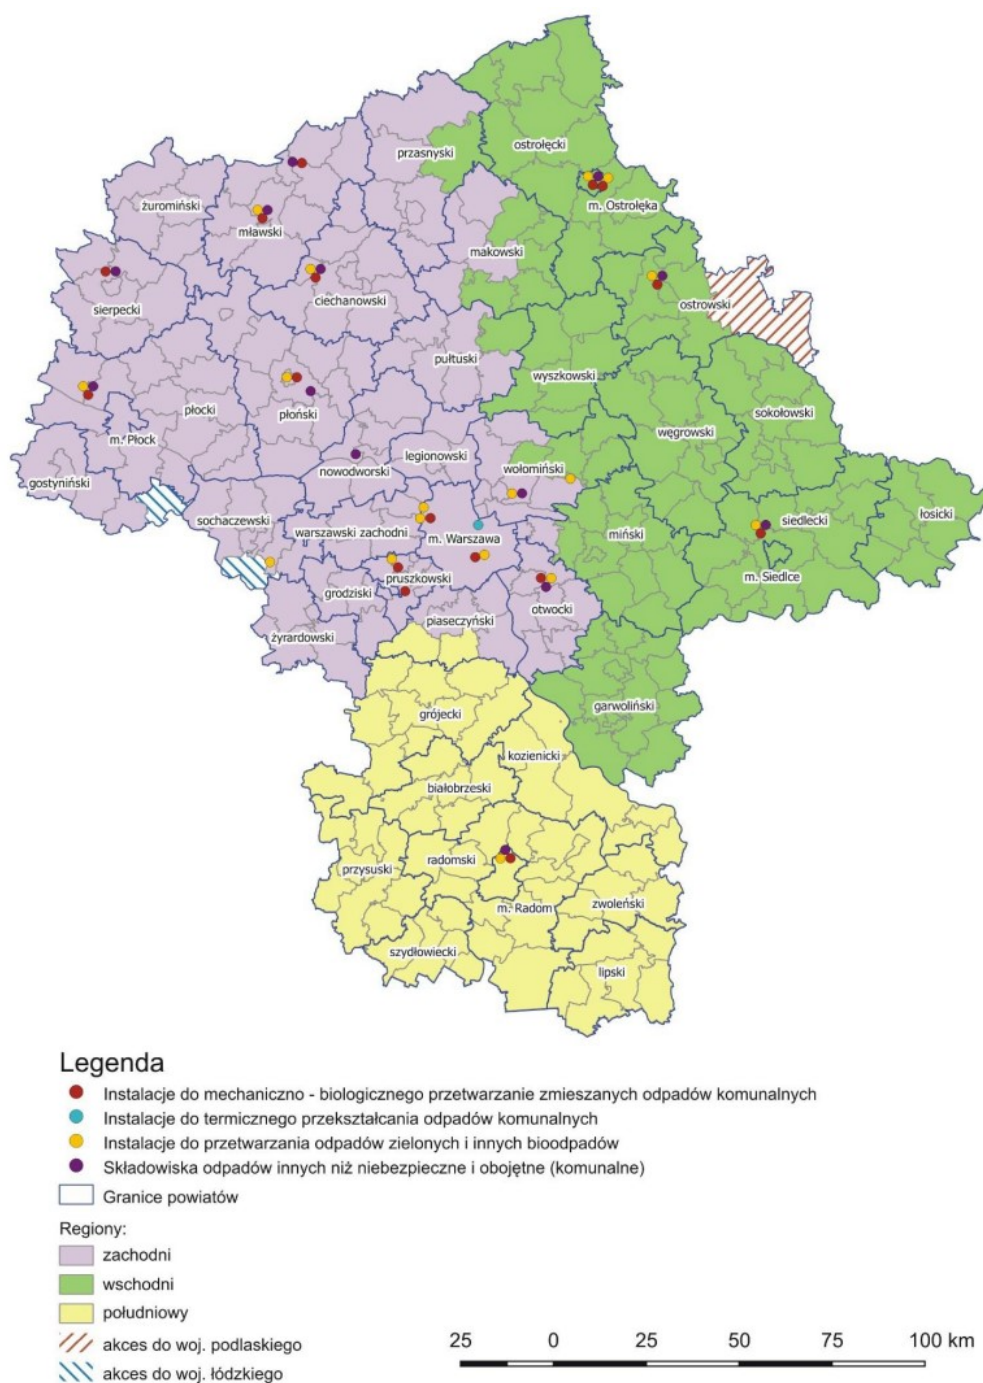 ostrołęcki
przasnyski
m. Ostrołęka
żuromiński
mławski
makowski
ciechanowski
ostrowski
sierpecki
pułtuski
wyszkowski
płocki
płoński
sokołowski
węgrowski
m. Płock
legionowski
nowodworski
wołomiński
gostyniński
łosicki
sochaczewski
siedlecki
warszawski zachodni
m. Warszawa
miński
pruszkowski
m. Siedlce
otwocki
grodziski
piaseczyński
żyrardowski
garwoliński
grójecki
kozienicki
białobrzeski
radomski
przysuski
zwoleński
m. Radom
szydłowiecki
lipski
Legenda
Instalacje do mechaniczno - biologicznego przetwarzanie zmieszanych odpadów komunalnych
Instalacje do termicznego przekształcania odpadów komunalnych
Instalacje do przetwarzania odpadów zielonych i innych bioodpadów
Składowiska odpadów innych niż niebezpieczne i obojętne (komunalne)
Granice powiatów
Regiony:
zachodni
wschodni
południowy
akces do woj. podlaskiego
akces do woj. łódzkiego
25 0 25 50 75 100 km